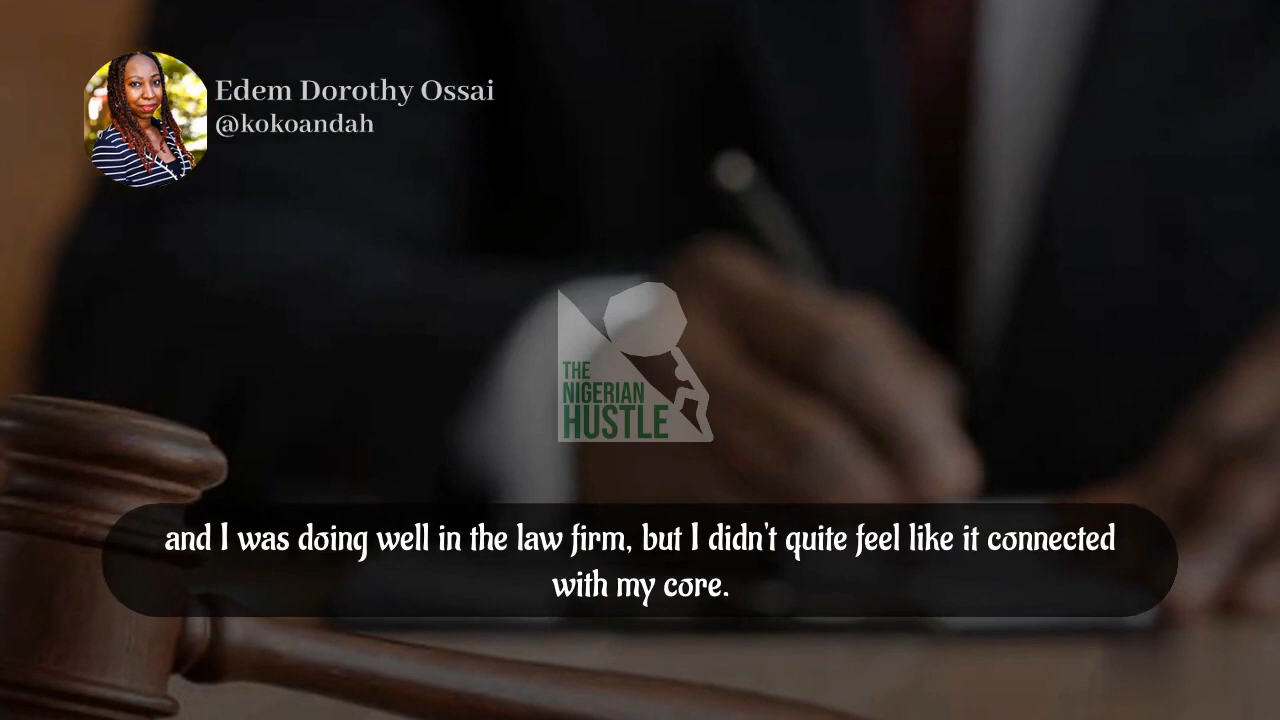 Edem Dorothy Ossai
@kokoandah
THE
NIGERIAN
HUSTLE
and I was doing well in the law firm, but I didn't quite feel like it connected
with my core.